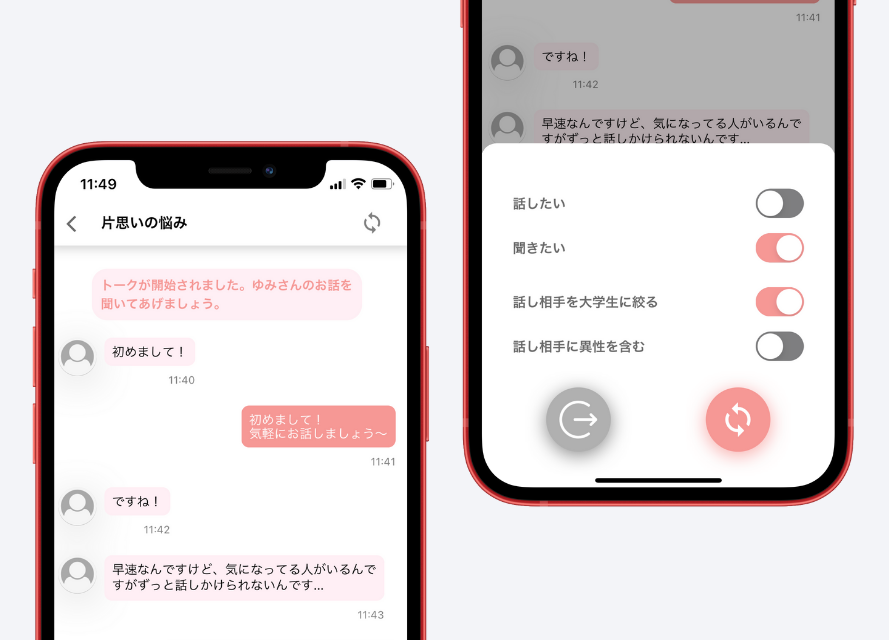 11:49
片思いの悩み
トークが開始されました。ゆみさんのお話を
聞いてあげましょう。
初めまして！
11:40
初めまして！
気軽にお話しましょう〜
11:41
ですね！
11:42
早速なんですけど、気になってる人がいるんで
すがずっと話しかけられないんです...
11:43
11:41
ですね！
11:42
早速なんですけど、気になってる人がいるんで
すがずっと話しかけられないんです...
話したい
聞きたい
話し相手を大学生に絞る
話し相手に異性を含む